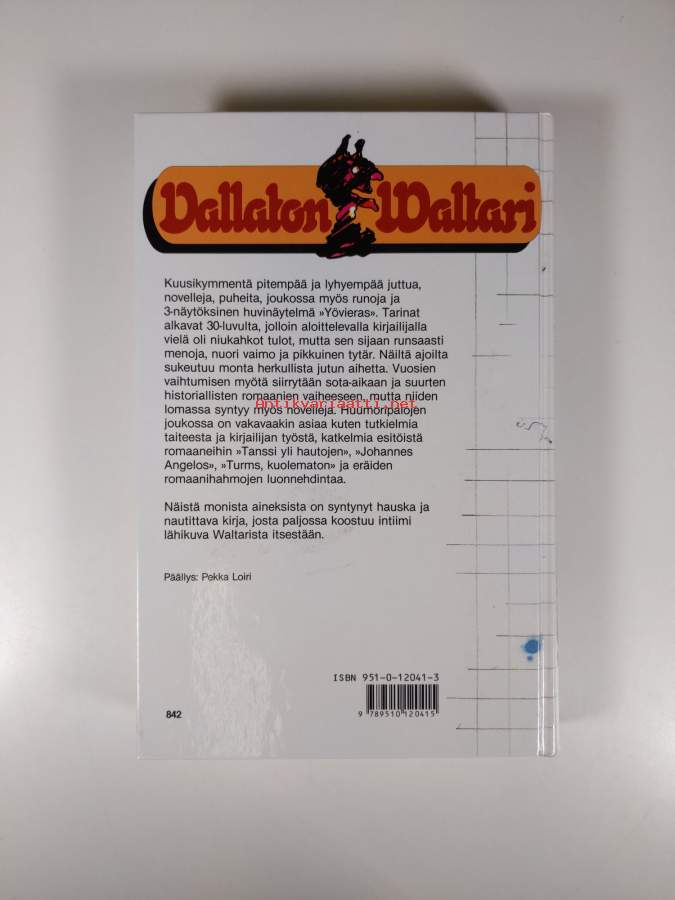 Vallaton Waltari
Kuusikymmentä pitempää ja lyhyempää juttua,
novelleja, puheita, joukossa myös runoja ja
3-näytöksinen huvinäytelmä »Yövieras». Tarinat
alkavat 30-luvulta, jolloin aloittelevalla kirjailijalla
vielä oli niukahkot tulot, mutta sen sijaan runsaasti
menoja, nuori vaimo ja pikkuinen tytär. Näiltä ajoilta
sukeutuu monta herkullista jutun aihetta. Vuosien
vaihtumisen myötä siirrytään sota-aikaan ja suurten
historiallisten romaanien vaiheeseen, mutta niiden
Antikvariaatti.net
lomassa syntyy myös novelleja. Huumoripalojen
joukossa on vakavaakin asiaa kuten tutkielmia
taiteesta ja kirjailijan työstä, katkelmia esitöistä
romaaneihin »Tanssi yli hautojen», »Johannes
Angelos», »Turms, kuolematon» ja eräiden
romaanihahmojen luonnehdintaa.
Näistä monista aineksista on syntynyt hauska ja
nautittava kirja, josta paljossa koostuu intiimi
lähikuva Waltarista itsestään.
Päällys: Pekka Loiri
ISBN 951-0-12041-3
842
9 789510 120415